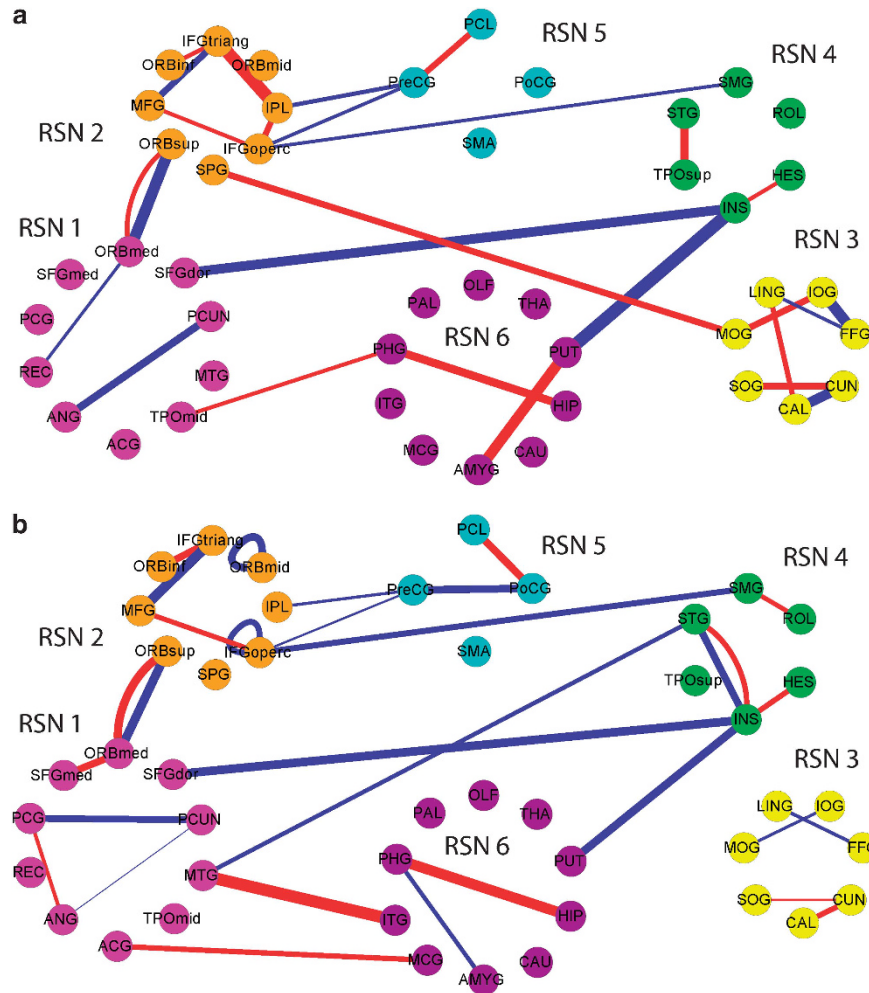 a
PCL
RSN 5
IFGtriang
ORBinf
ORBmid
RSN 4
PreCG
PoCG
SMG
MFG
IPL
STG
ROL
RSN 2
ORBsup
IFGoperc
SMA
SPG
TPOsup
HES
INS
RSN 1
ORBmed
SFGmed
SFGdor
RSN 3
OLF
LING
IOG
PAL
THA
PCG
PCUN
RSN 6
MOG
FFG
PHG
PUT
REC
MTG
SOG
CUN
ANG
TPOmid
ITG
HIP
CAL
ACG
MCG
CAU
AMYG
b
PCL
IFGtriang
RSN 5
ORBinf
ORBmid
RSN 4
PreCG
PoCG
SMG
MFG
IPL
STG
ROL
RSN 2
ORBsup
IFGoperc
SMA
SPG
TPOsup
HES
RSN 1
INS
ORBmed
SFGmed
SFGdor
RSN 3
OLF
LING
IOG
PCG
PCUN
PAL
THA
RSN 6
MOG
FFG
PHG
PUT
REC
MTG
SOG
CUN
ANG
TPOmid
ITG
HIP
CAL
ACG
MCG
CAU
AMYG